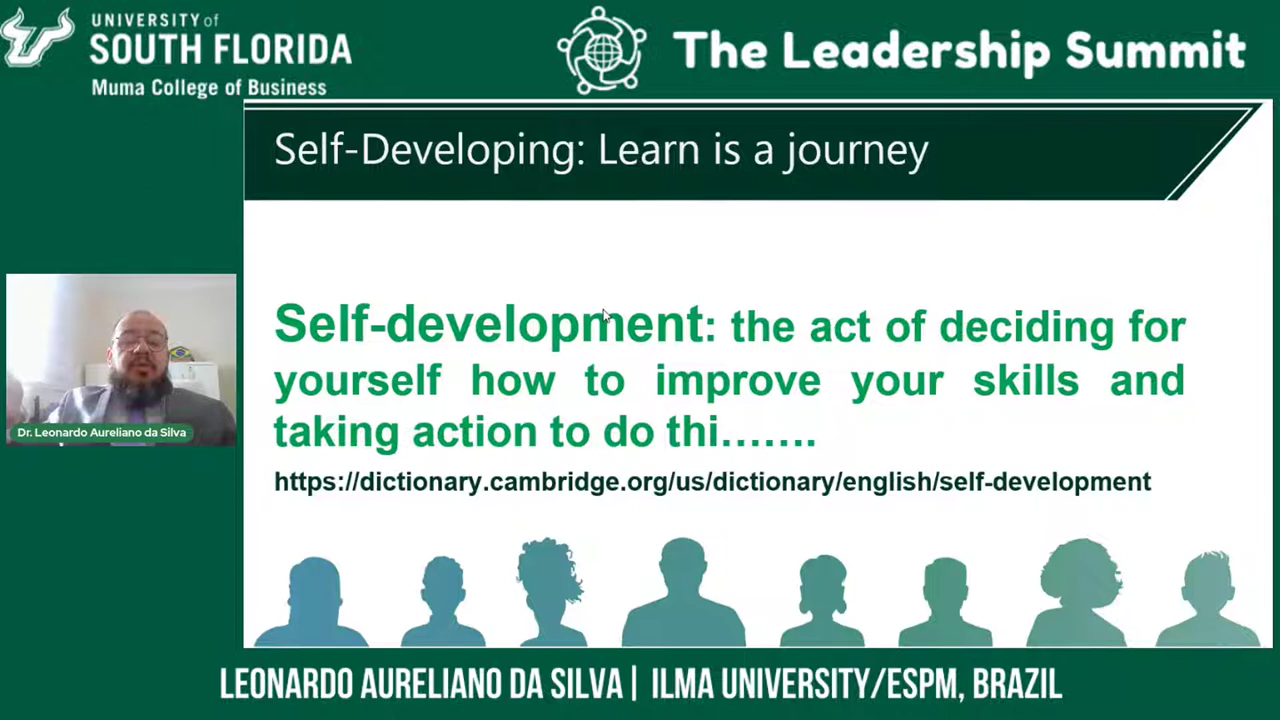 UNIVERSITY of
SOUTH FLORIDA
Muma College of Business
The Leadership Summit
Self-Developing: Learn is a journey
Self-development: the act of deciding for
yourself how to improve your skills and
taking action to do thi…….
https://dictionary.cambridge.org/us/dictionary/english/self-development
Dr. Leonardo Aureliano da Silva
LEONARDO AURELIANO DA SILVA| ILMA UNIVERSITY/ESPM, BRAZIL